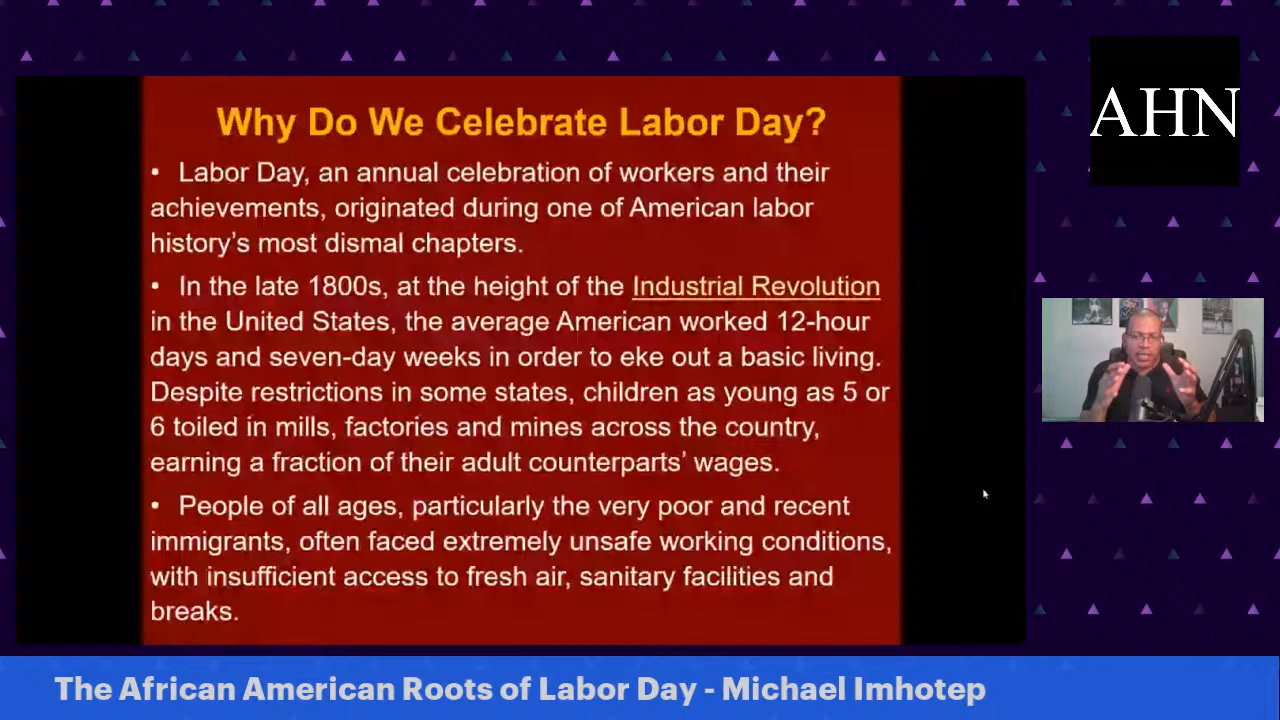 AHN
Why Do We Celebrate Labor Day?
• Labor Day, an annual celebration of workers and their
achievements, originated during one of American labor
history’s most dismal chapters.
• In the late 1800s, at the height of the Industrial Revolution
in the United States, the average American worked 12-hour
days and seven-day weeks in order to eke out a basic living.
Despite restrictions in some states, children as young as 5 or
6 toiled in mills, factories and mines across the country,
earning a fraction of their adult counterparts’ wages.
• People of all ages, particularly the very poor and recent
immigrants, often faced extremely unsafe working conditions,
with insufficient access to fresh air, sanitary facilities and
breaks.
The African American Roots of Labor Day - Michael Imhotep